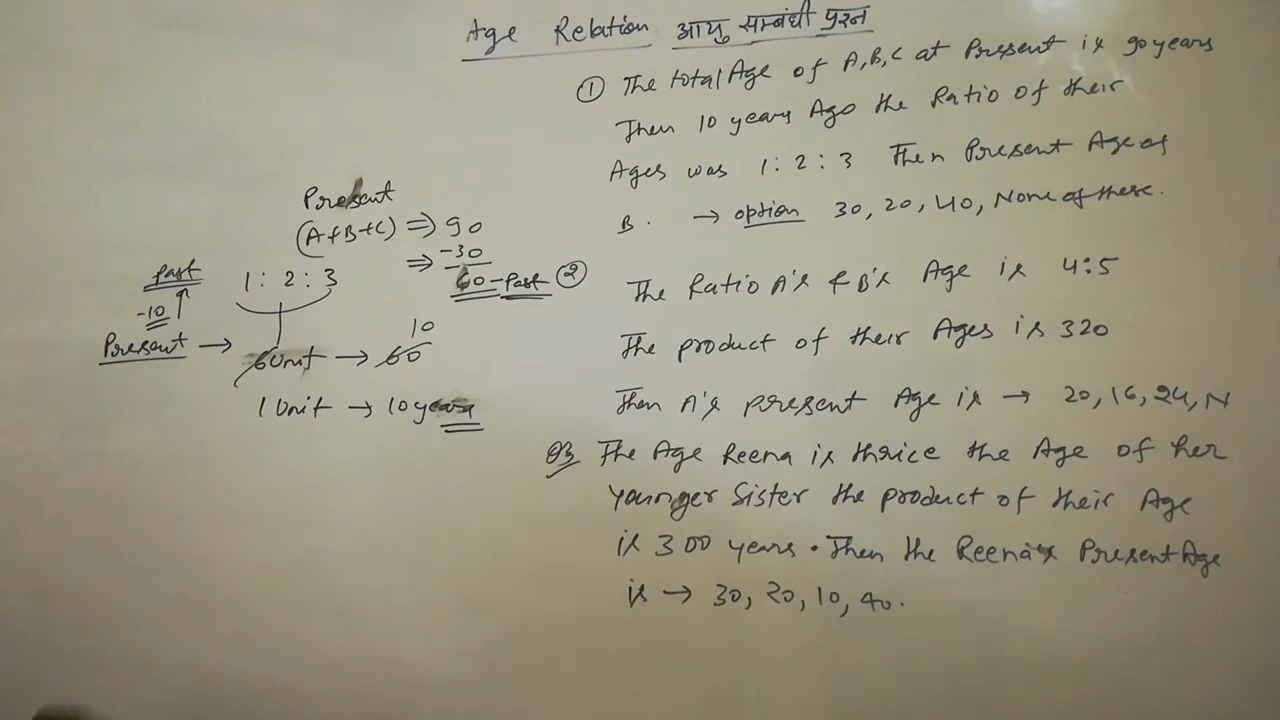 Age Relation आयु सम्बंधी प्रश्न
① The total Age of A,B,C at Present is 90 years
Then 10 years Ago the Ratio of their
Ages was 1 : 2 : 3 Then Present Age of
B. → option 30, 20, 40, None of these.
② The Ratio A's & B's Age is 4:5
The product of their Ages is 320
Then A's present Age is → 20, 16, 24, N
Q3 The Age Reena is thrice the Age of her
younger Sister the product of their Age
is 300 years. Then the Reena's Present Age
is → 30, 20, 10, 40.
Present
(A+B+C) ⇒ 90
-30
⇒ 60 - Past
Past 1 : 2 : 3
-10 ↑
Present →
10
6 Unit → 60
1 Unit → 10 years